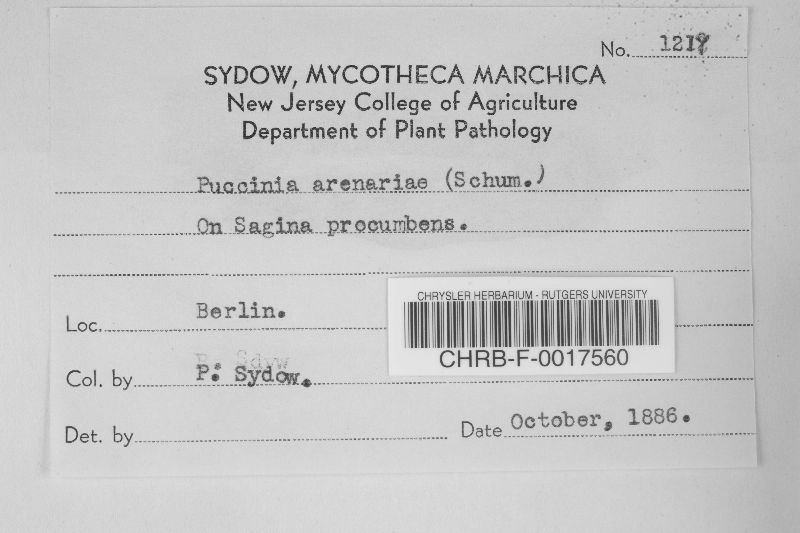 No.
SYDOW, MYCOTHECA MARCHICA
New Jersey College of Agriculture
Department of Plant Pathology
Puccinia arenariae (Schum.)
On Sagina procumbens.
Loc. Berlin.
CHRYSLER HERBARIUM - RUTGERS UNIVERSITY
CHRB-F-0017560
Col. by P. Sydow.
Det. by
Date October, 1886.